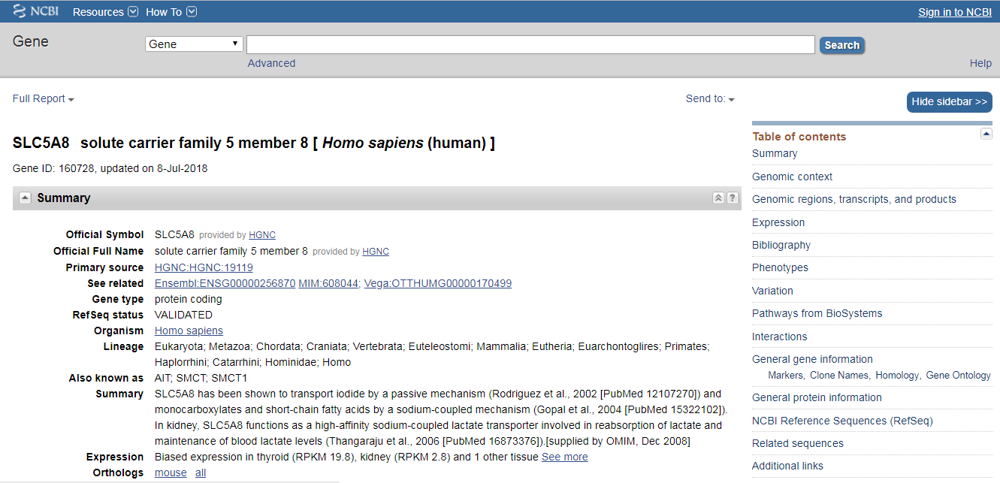 NCBI Resources How To Sign in to NCBI
Gene Gene Search
Advanced Help
Full Report Send to: Hide sidebar >>
SLC5A8 solute carrier family 5 member 8 [ Homo sapiens (human) ]
Gene ID: 160728, updated on 8-Jul-2018
Summary ?
Official Symbol SLC5A8 provided by HGNC
Official Full Name solute carrier family 5 member 8 provided by HGNC
Primary source HGNC:HGNC:19119
See related Ensembl:ENSG00000256870 MIM:608044; Vega:OTTHUMG00000170499
Gene type protein coding
RefSeq status VALIDATED
Organism Homo sapiens
Lineage Eukaryota; Metazoa; Chordata; Craniata; Vertebrata; Euteleostomi; Mammalia; Eutheria; Euarchontoglires; Primates;
Haplorrhini; Catarrhini; Hominidae; Homo
Also known as AIT; SMCT; SMCT1
Summary SLC5A8 has been shown to transport iodide by a passive mechanism (Rodriguez et al., 2002 [PubMed 12107270]) and
monocarboxylates and short-chain fatty acids by a sodium-coupled mechanism (Gopal et al., 2004 [PubMed 15322102]).
In kidney, SLC5A8 functions as a high-affinity sodium-coupled lactate transporter involved in reabsorption of lactate and
maintenance of blood lactate levels (Thangaraju et al., 2006 [PubMed 16873376]).[supplied by OMIM, Dec 2008]
Expression Biased expression in thyroid (RPKM 19.8), kidney (RPKM 2.8) and 1 other tissue See more
Orthologs mouse all
Table of contents
Summary
Genomic context
Genomic regions, transcripts, and products
Expression
Bibliography
Phenotypes
Variation
Pathways from BioSystems
Interactions
General gene information
Markers, Clone Names, Homology, Gene Ontology
General protein information
NCBI Reference Sequences (RefSeq)
Related sequences
Additional links